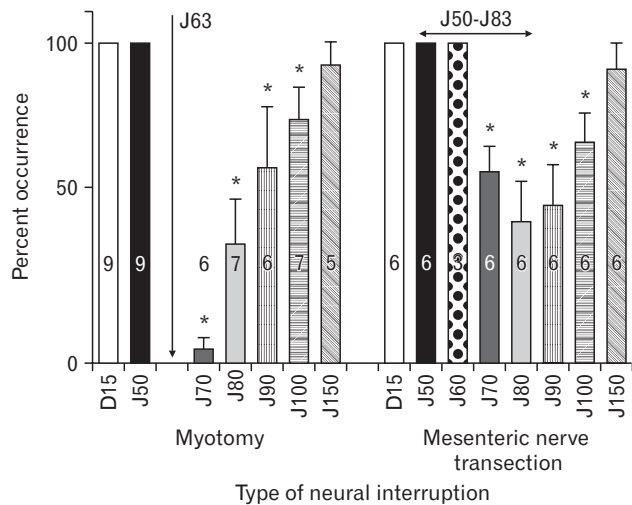 J63
J50-J83
100
50
0
Percent occurrence
* * * * * * * *
9 9 6 7 6 7 5 6 6 3 6 6 6 6 6
D15 J50 J70 J80 J90 J100 J150 D15 J50 J60 J70 J80 J90 J100 J150
Myotomy
Mesenteric nerve
transection
Type of neural interruption